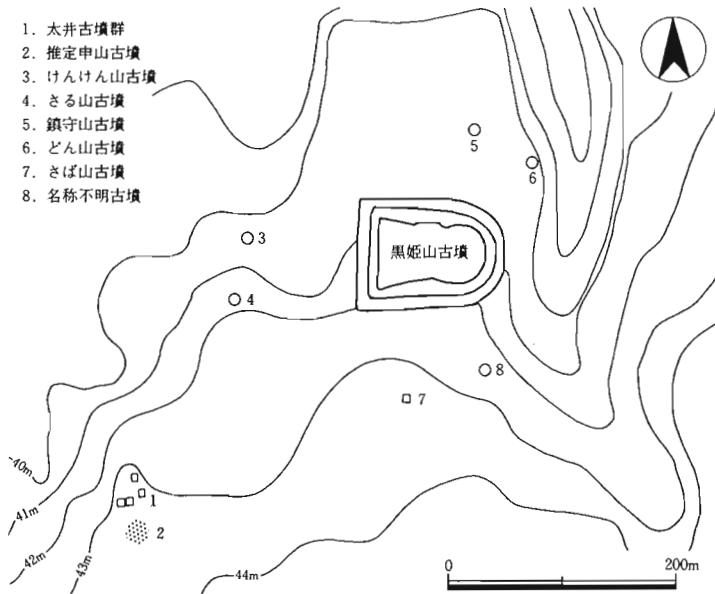 1. 太井古墳群
2. 推定申山古墳
3. けんけん山古墳
4. さる山古墳
5. 鎮守山古墳
6. どん山古墳
7. さば山古墳
8. 名称不明古墳
5
6
3
黒姫山古墳
4
8
7
40m
1
41m
2
42m
43m
44m
0
200m